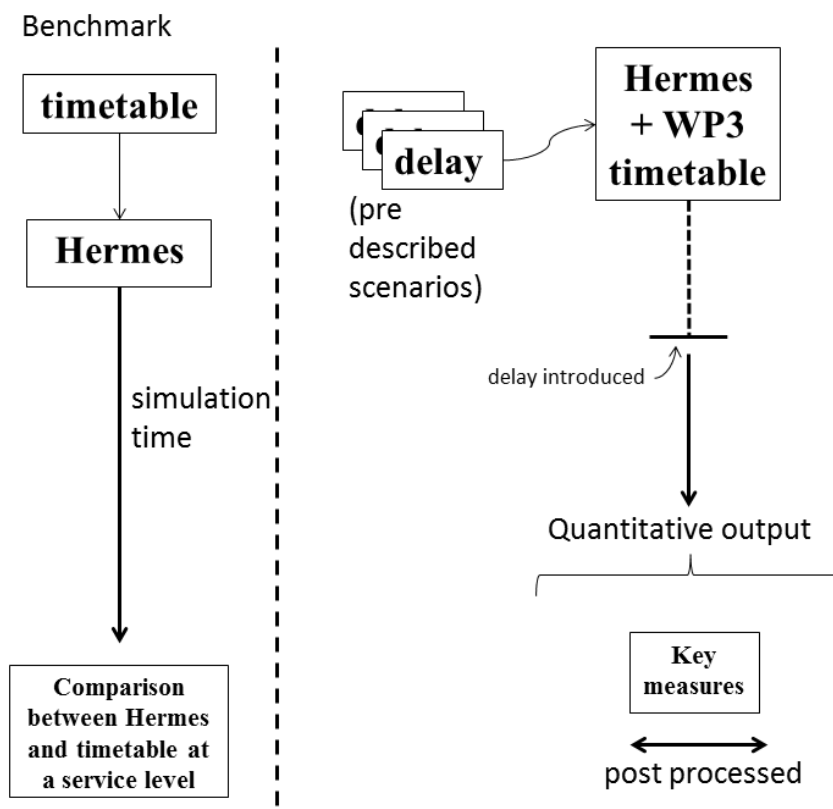 Benchmark
timetable
Hermes
simulation
time
Comparison
between Hermes
and timetable at
a service level
delay
(pre
described
scenarios)
Hermes
+ WP3
timetable
delay introduced
Quantitative output
Key
measures
post processed